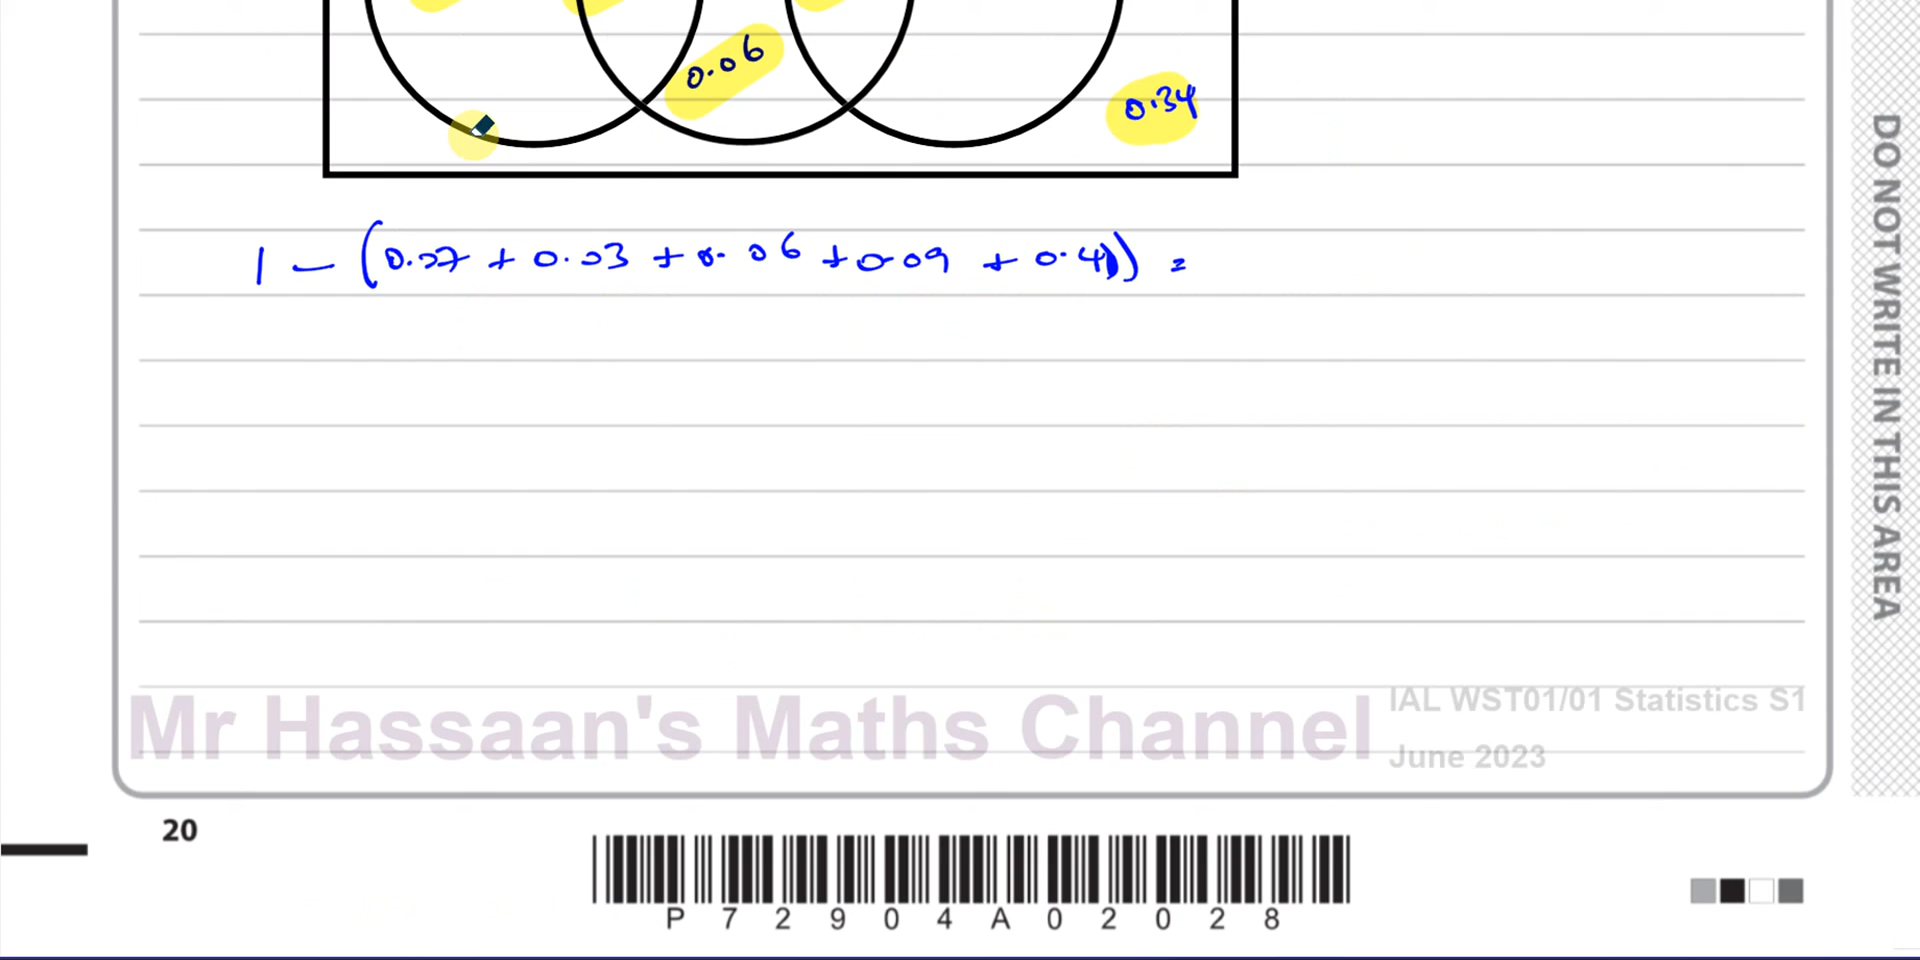 0.06
0.34
1 - (0.07 + 0.03 + 0.06 + 0.09 + 0.41) =
DO NOT WRITE IN THIS AREA
Mr Hassaan's Maths Channel
IAL WST01/01 Statistics S1
June 2023
20
P 7 2 9 0 4 A 0 2 0 2 8